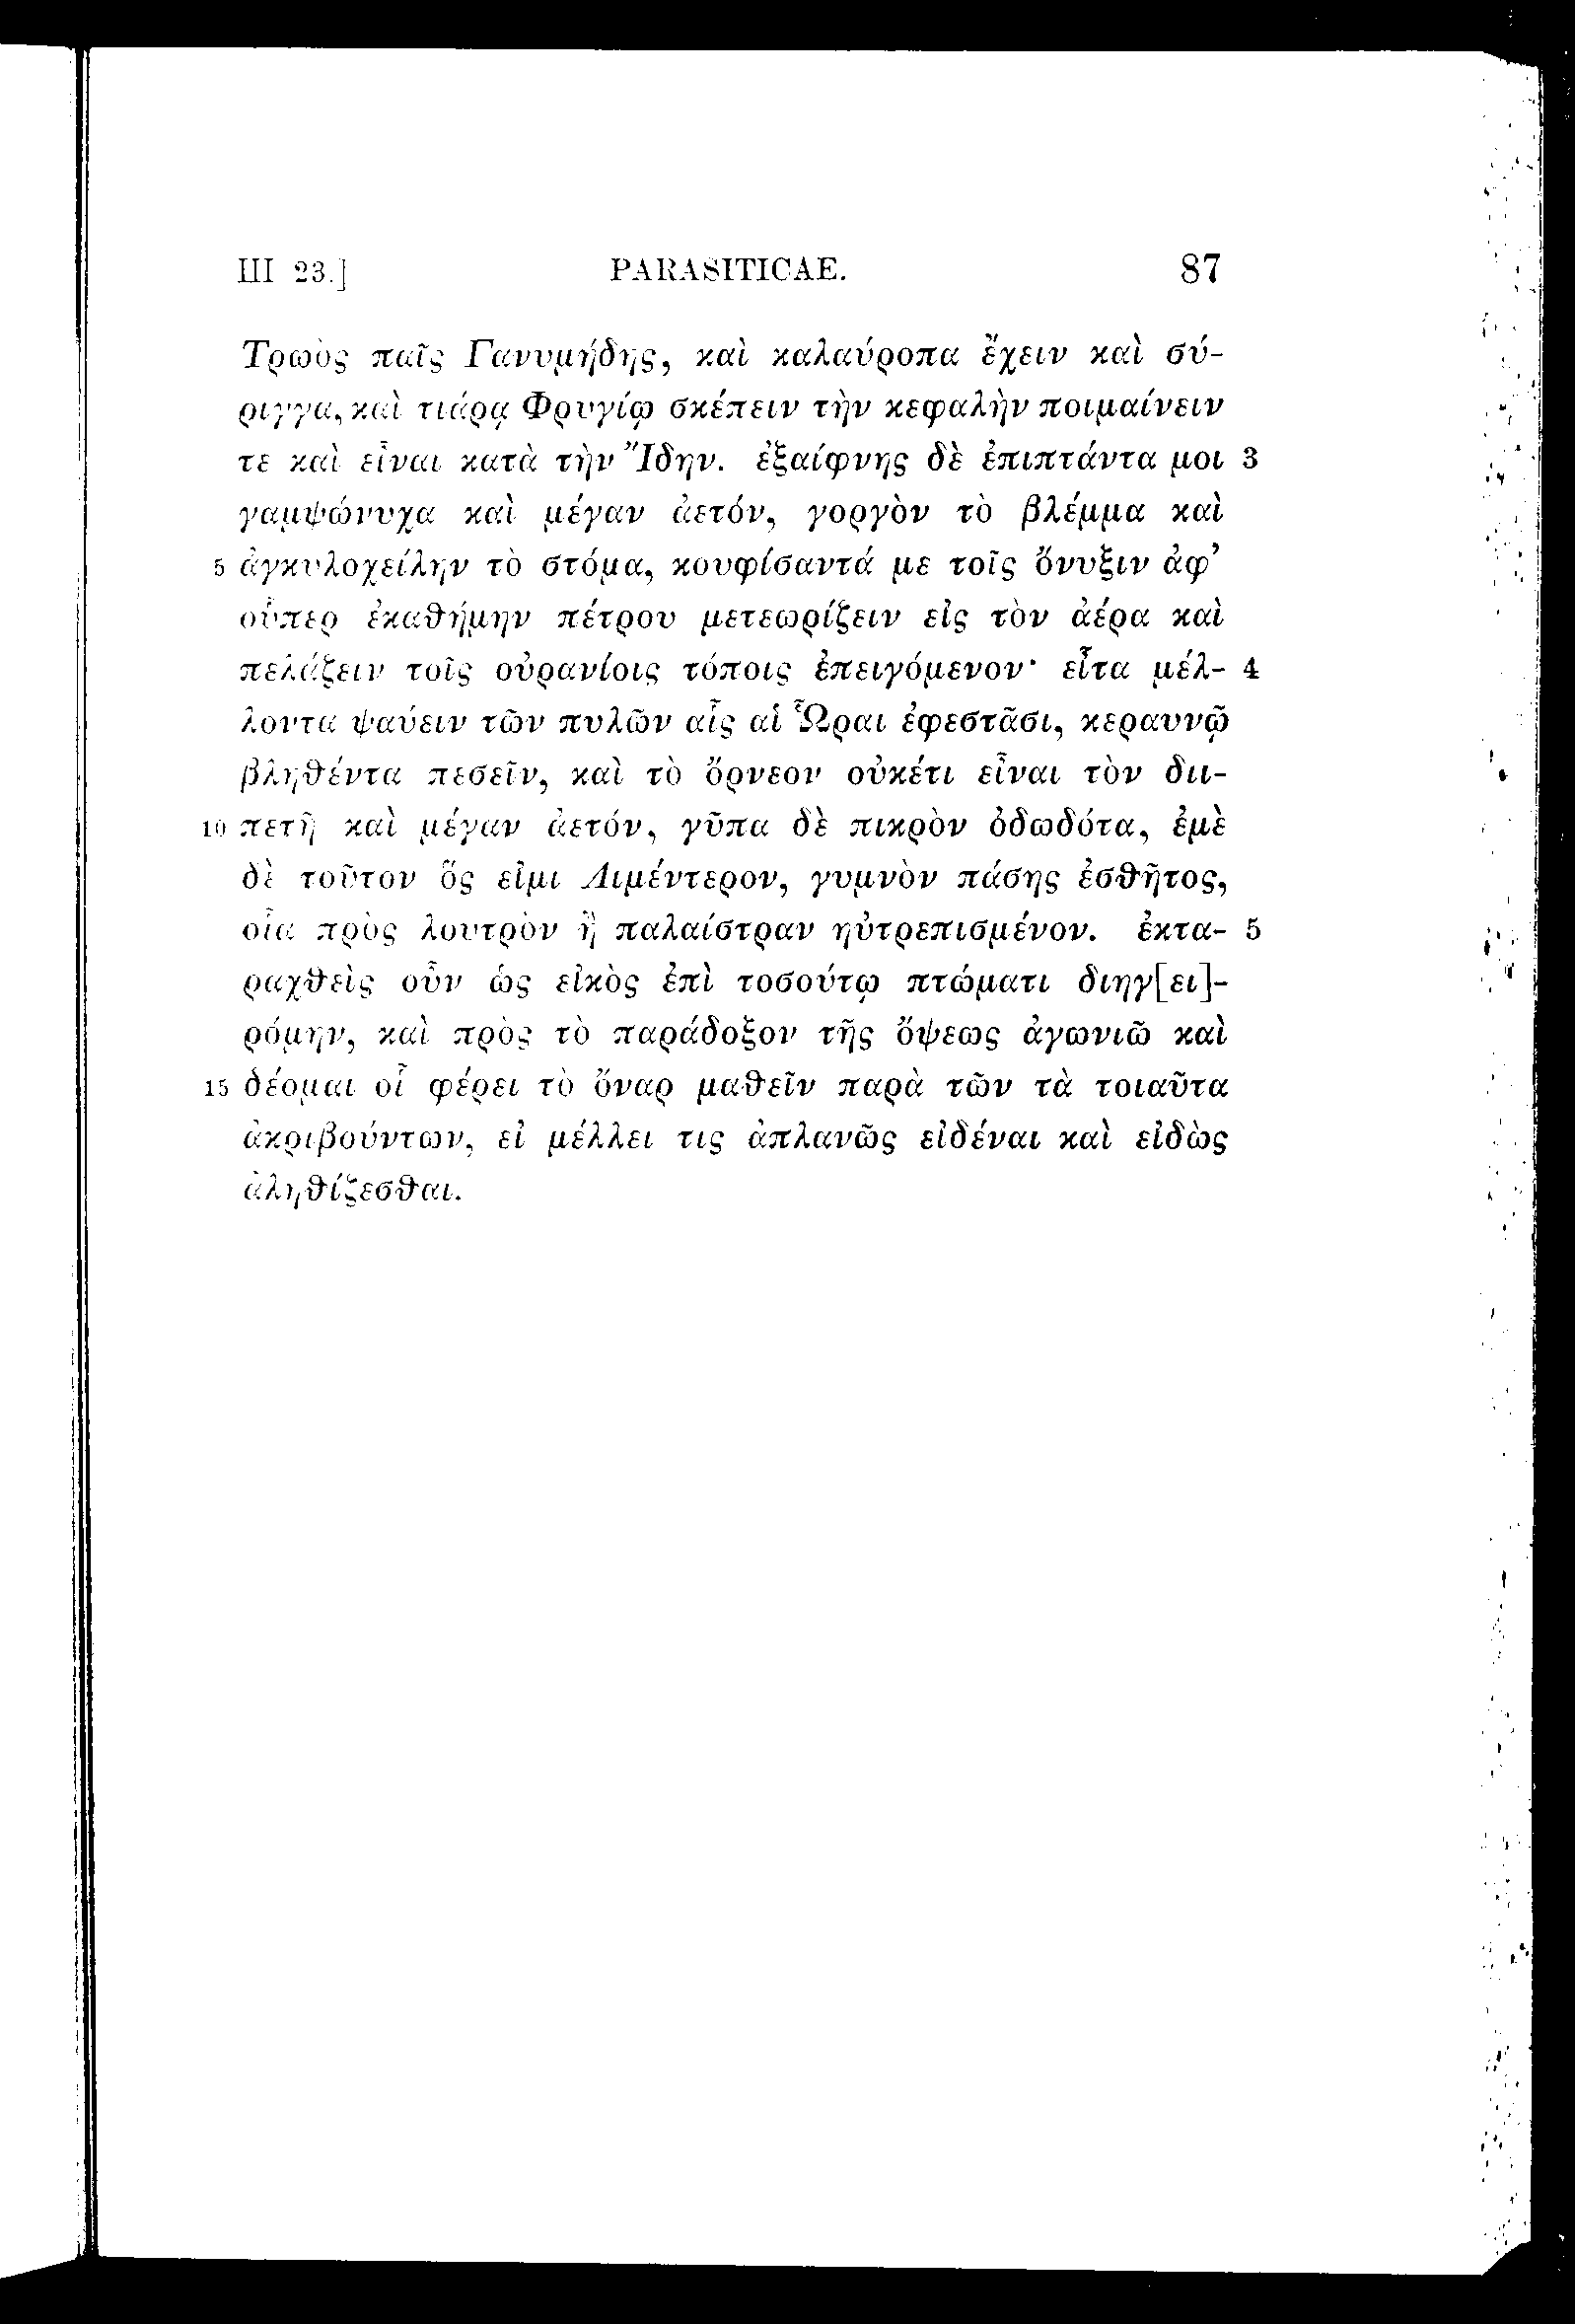 III 23.] PARASITICAE. 87
Τρωὸς παῖς Γανυμήδης, καὶ καλαύροπα ἔχειν καὶ σύ-
ριγγα, καὶ τιάρᾳ Φρυγίῳ σκέπειν τὴν κεφαλὴν ποιμαίνειν
τε καὶ εἶναι κατὰ τὴν Ἴδην. ἐξαίφνης δὲ ἐπιπτάντα μοι 3
γαμψώνυχα καὶ μέγαν ἀετόν, γοργὸν τὸ βλέμμα καὶ
5 ἀγκυλοχείλην τὸ στόμα, κουφίσαντά με τοῖς ὄνυξιν ἀφ’
οὗπερ ἐκαθήμην πέτρου μετεωρίζειν εἰς τὸν ἀέρα καὶ
πελάζειν τοῖς οὐρανίοις τόποις ἐπειγόμενον· εἶτα μέλ- 4
λοντα ψαύειν τῶν πυλῶν αἷς αἱ Ὧραι ἐφεστᾶσι, κεραυνῷ
βληθέντα πεσεῖν, καὶ τὸ ὄρνεον οὐκέτι εἶναι τὸν διι-
10 πετῆ καὶ μέγαν ἀετόν, γῦπα δὲ πικρὸν ὀδωδότα, ἐμὲ
δὲ τοῦτον ὅς εἰμι Λιμέντερον, γυμνὸν πάσης ἐσθῆτος,
οἷα πρὸς λουτρὸν ἢ παλαίστραν ηὐτρεπισμένον. ἐκτα- 5
ραχθεὶς οὖν ὡς εἰκὸς ἐπὶ τοσούτῳ πτώματι διηγ[ει]-
ρόμην, καὶ πρὸς τὸ παράδοξον τῆς ὄψεως ἀγωνιῶ καὶ
15 δέομαι οἷ φέρει τὸ ὄναρ μαθεῖν παρὰ τῶν τὰ τοιαῦτα
ἀκριβούντων, εἰ μέλλει τις ἀπλανῶς εἰδέναι καὶ εἰδὼς
ἀληθίζεσθαι.